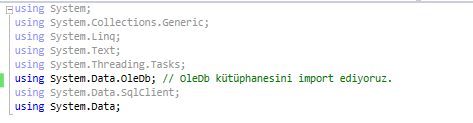 using System;
using System.Collections.Generic;
using System.Linq;
using System.Text;
using System.Threading.Tasks;
using System.Data.OleDb; // OleDb kütüphanesini import ediyoruz.
using System.Data.SqlClient;
using System.Data;